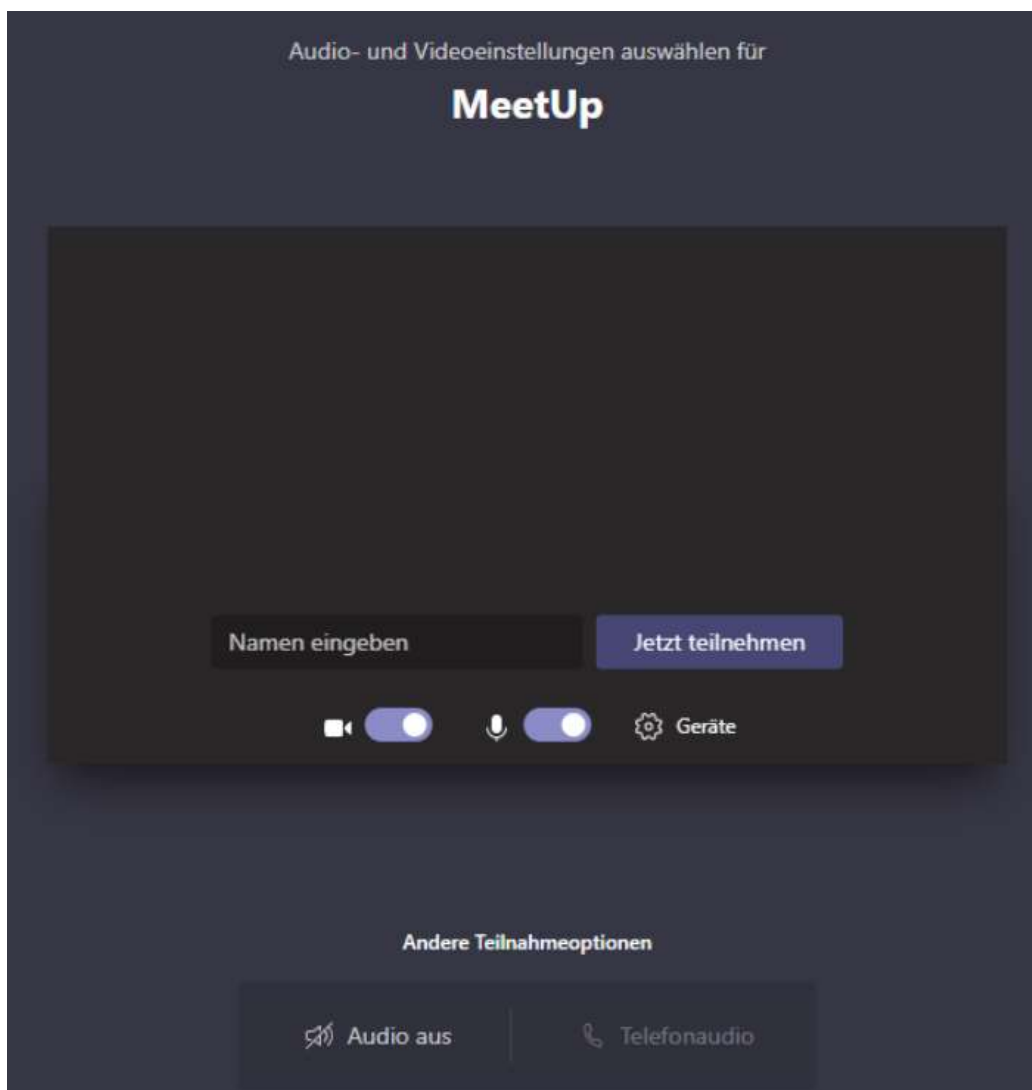 Audio- und Videoeinstellungen auswählen für
MeetUp
Namen eingeben
Jetzt teilnehmen
Geräte
Andere Teilnahmeoptionen
Audio aus
Telefonaudio